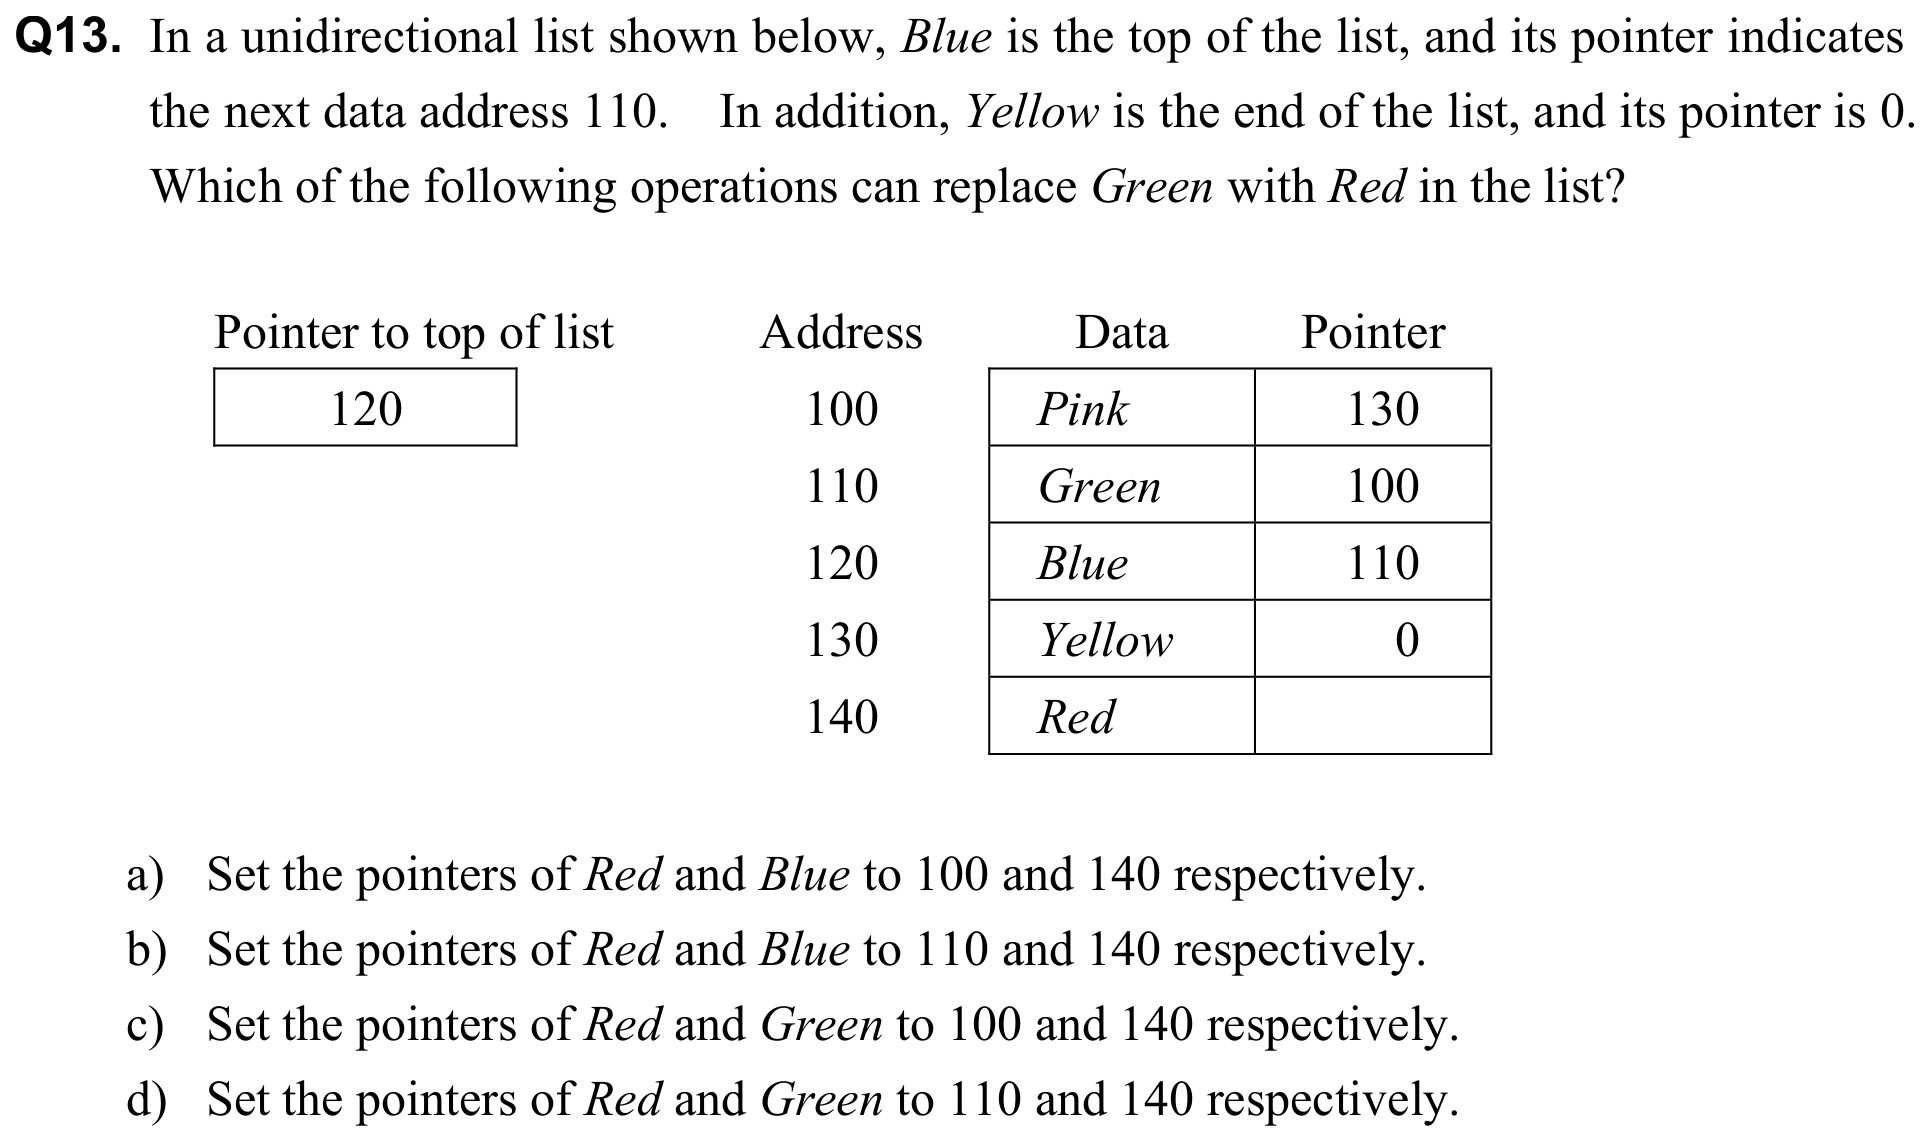 Q13. In a unidirectional list shown below, Blue is the top of the list, and its pointer indicates
the next data address 110. In addition, Yellow is the end of the list, and its pointer is 0.
Which of the following operations can replace Green with Red in the list?
Pointer to top of list Address Data Pointer
120 100 Pink 130
110 Green 100
120 Blue 110
130 Yellow 0
140 Red
a) Set the pointers of Red and Blue to 100 and 140 respectively.
b) Set the pointers of Red and Blue to 110 and 140 respectively.
c) Set the pointers of Red and Green to 100 and 140 respectively.
d) Set the pointers of Red and Green to 110 and 140 respectively.